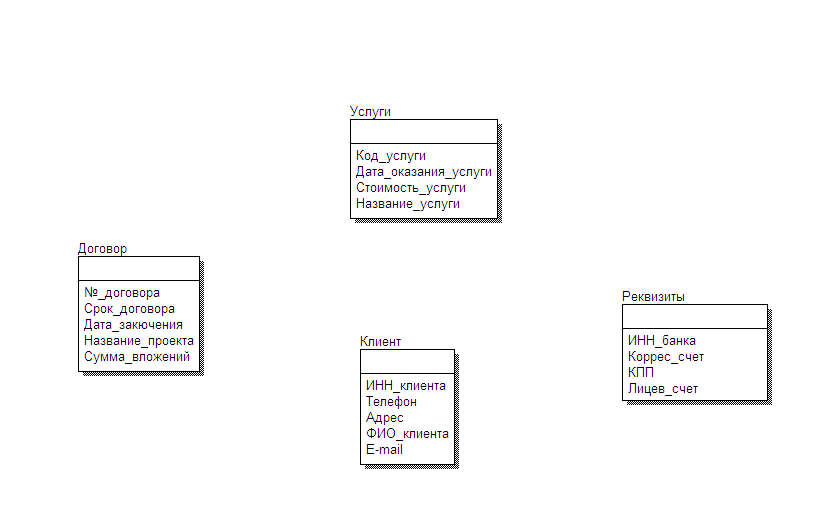 Услуги
Код_услуги
Дата_оказания_услуги
Стоимость_услуги
Название_услуги
Договор
№_договора
Срок_договора
Дата_закючения
Название_проекта
Сумма_вложений
Клиент
ИНН_клиента
Телефон
Адрес
ФИО_клиента
E-mail
Реквизиты
ИНН_банка
Коррес_счет
КПП
Лицев_счет